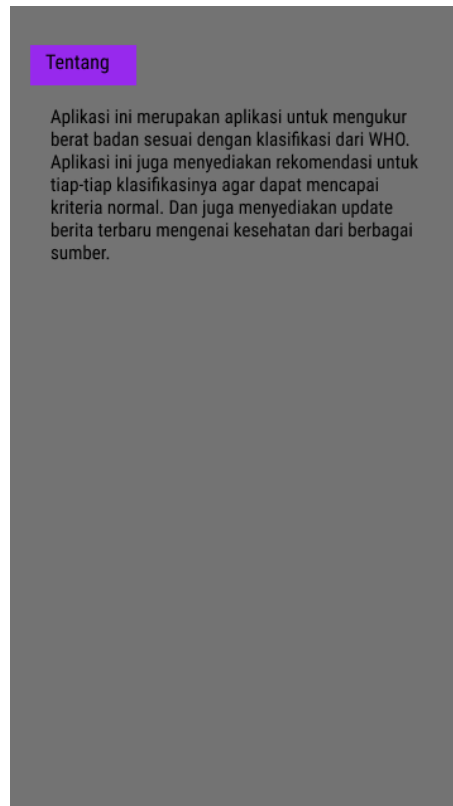 Tentang
Aplikasi ini merupakan aplikasi untuk mengukur
berat badan sesuai dengan klasifikasi dari WHO.
Aplikasi ini juga menyediakan rekomendasi untuk
tiap-tiap klasifikasinya agar dapat mencapai
kriteria normal. Dan juga menyediakan update
berita terbaru mengenai kesehatan dari berbagai
sumber.